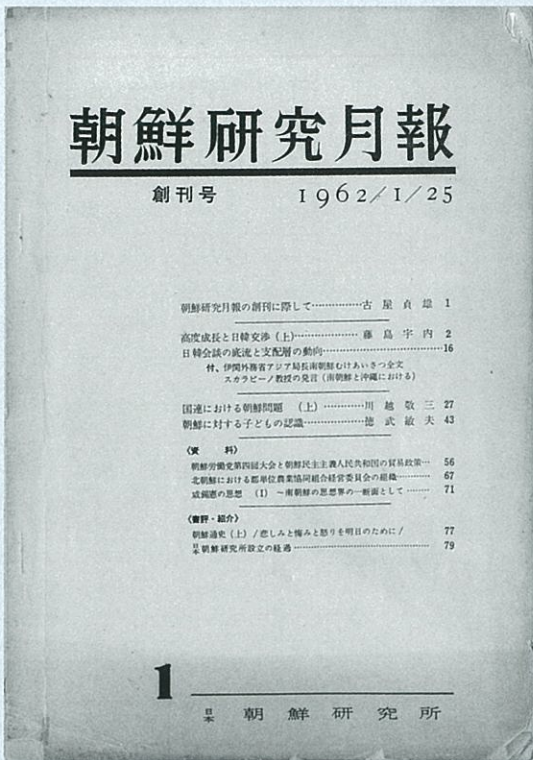 朝鮮研究月報
創刊号 1962/1/25
朝鮮研究月報の創刊に際して……………古屋貞雄 1
高度成長と日韓交渉(上)………………藤島宇内 2
日韓会談の底流と支配層の動向………………………………16
付、伊関外務省アジア局長南朝鮮むけあいさつ全文
スカラピーノ教授の発言(南朝鮮と沖縄における)
国連における朝鮮問題 (上)…………川越敬三 27
朝鮮に対する子どもの認識………………徳武敏夫 43
〈資 料〉
朝鮮労働党第四回大会と朝鮮民主主義人民共和国の貿易政策… 56
北朝鮮における郡単位農業協同組合経営委員会の組織……… 67
咸錫憲の思想 (I) ~南朝鮮の思想界の一断面として~…… 71
〈書評・紹介〉
朝鮮通史(上)/悲しみと悔みと怒りを明日のために/ 77
日本朝鮮研究所設立の経過………………………………… 79
1
日本 朝鮮研究所